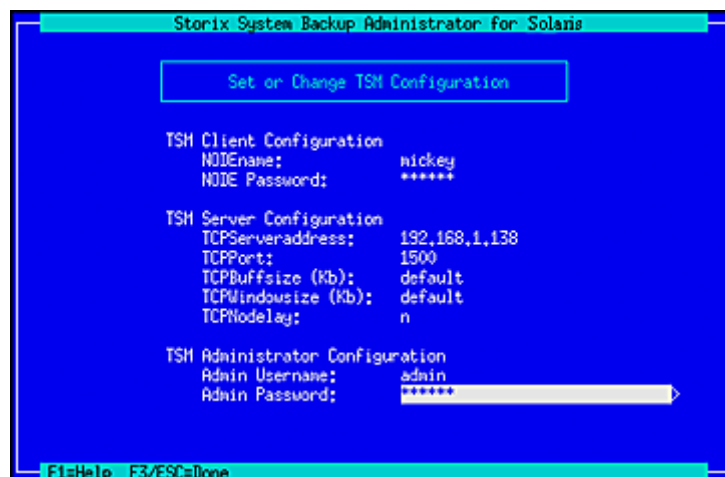 Storix System Backup Administrator for Solaris
Set or Change TSM Configuration
TSM Client Configuration
NODEname: mickey
NODE Password: ******
TSM Server Configuration
TCPServeraddress: 192.168.1.138
TCPPort: 1500
TCPBuffsize (Kb): default
TCPWindowsize (Kb): default
TCPNodelay: n
TSM Administrator Configuration
Admin Username: admin
Admin Password: ******
F1=Help F3/ESC=Done